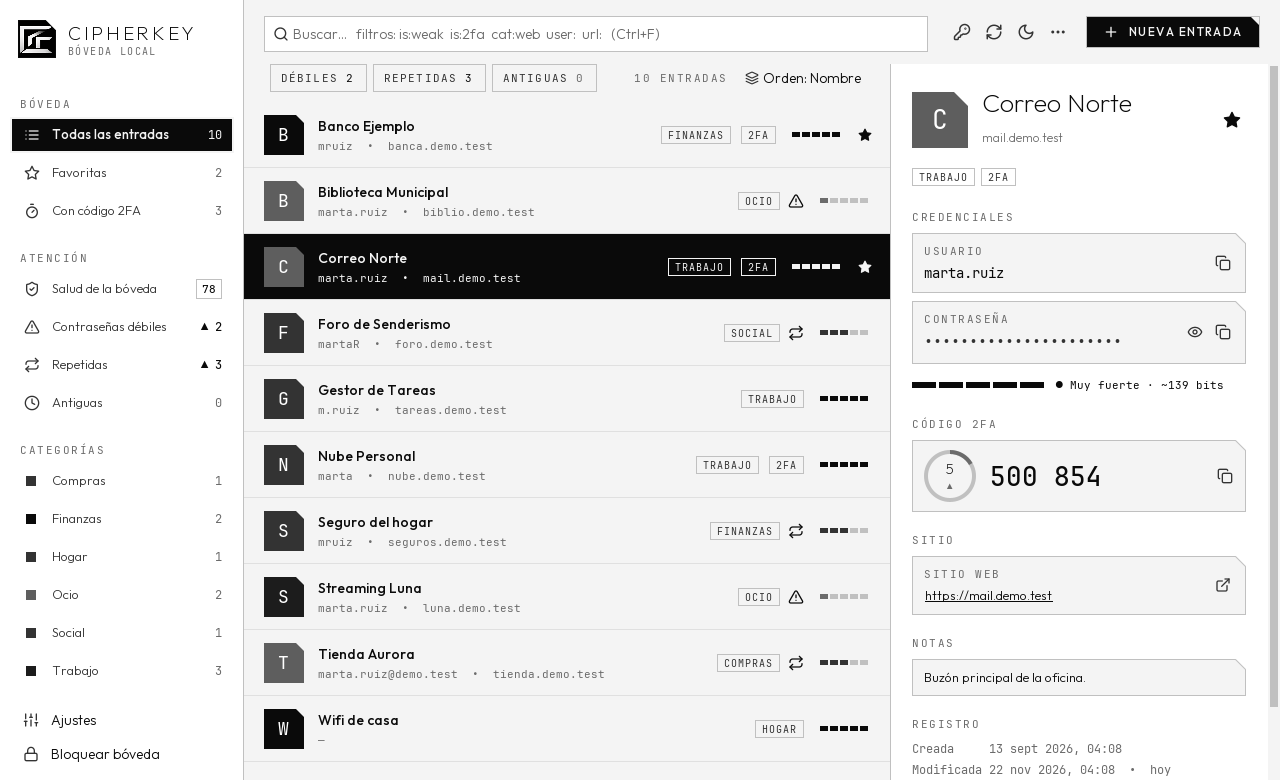 CIPHERKEY
BÓVEDA LOCAL
BÓVEDA
Todas las entradas 10
Favoritas 2
Con código 2FA 3
ATENCIÓN
Salud de la bóveda 78
Contraseñas débiles ▲ 2
Repetidas ▲ 3
Antiguas 0
CATEGORÍAS
Compras 1
Finanzas 2
Hogar 1
Ocio 2
Social 1
Trabajo 3
Ajustes
Bloquear bóveda
Buscar... filtros: is:weak is:2fa cat:web user: url: (Ctrl+F)
NUEVA ENTRADA
DÉBILES 2 REPETIDAS 3 ANTIGUAS 0 10 ENTRADAS Orden: Nombre
B Banco Ejemplo
mruiz • banca.demo.test
FINANZAS 2FA
B Biblioteca Municipal
marta.ruiz • biblio.demo.test
OCIO
C Correo Norte
marta.ruiz • mail.demo.test
TRABAJO 2FA
F Foro de Senderismo
martaR • foro.demo.test
SOCIAL
G Gestor de Tareas
m.ruiz • tareas.demo.test
TRABAJO
N Nube Personal
marta • nube.demo.test
TRABAJO 2FA
S Seguro del hogar
mruiz • seguros.demo.test
FINANZAS
S Streaming Luna
marta.ruiz • luna.demo.test
OCIO
T Tienda Aurora
marta.ruiz@demo.test • tienda.demo.test
COMPRAS
W Wifi de casa
—
HOGAR
C Correo Norte
mail.demo.test
TRABAJO 2FA
CREDENCIALES
USUARIO
marta.ruiz
CONTRASEÑA
••••••••••••••••••••••
● Muy fuerte · ~139 bits
CÓDIGO 2FA
5 ▲ 500 854
SITIO
SITIO WEB
https://mail.demo.test
NOTAS
Buzón principal de la oficina.
REGISTRO
Creada 13 sept 2026, 04:08
Modificada 22 nov 2026, 04:08 • hoy